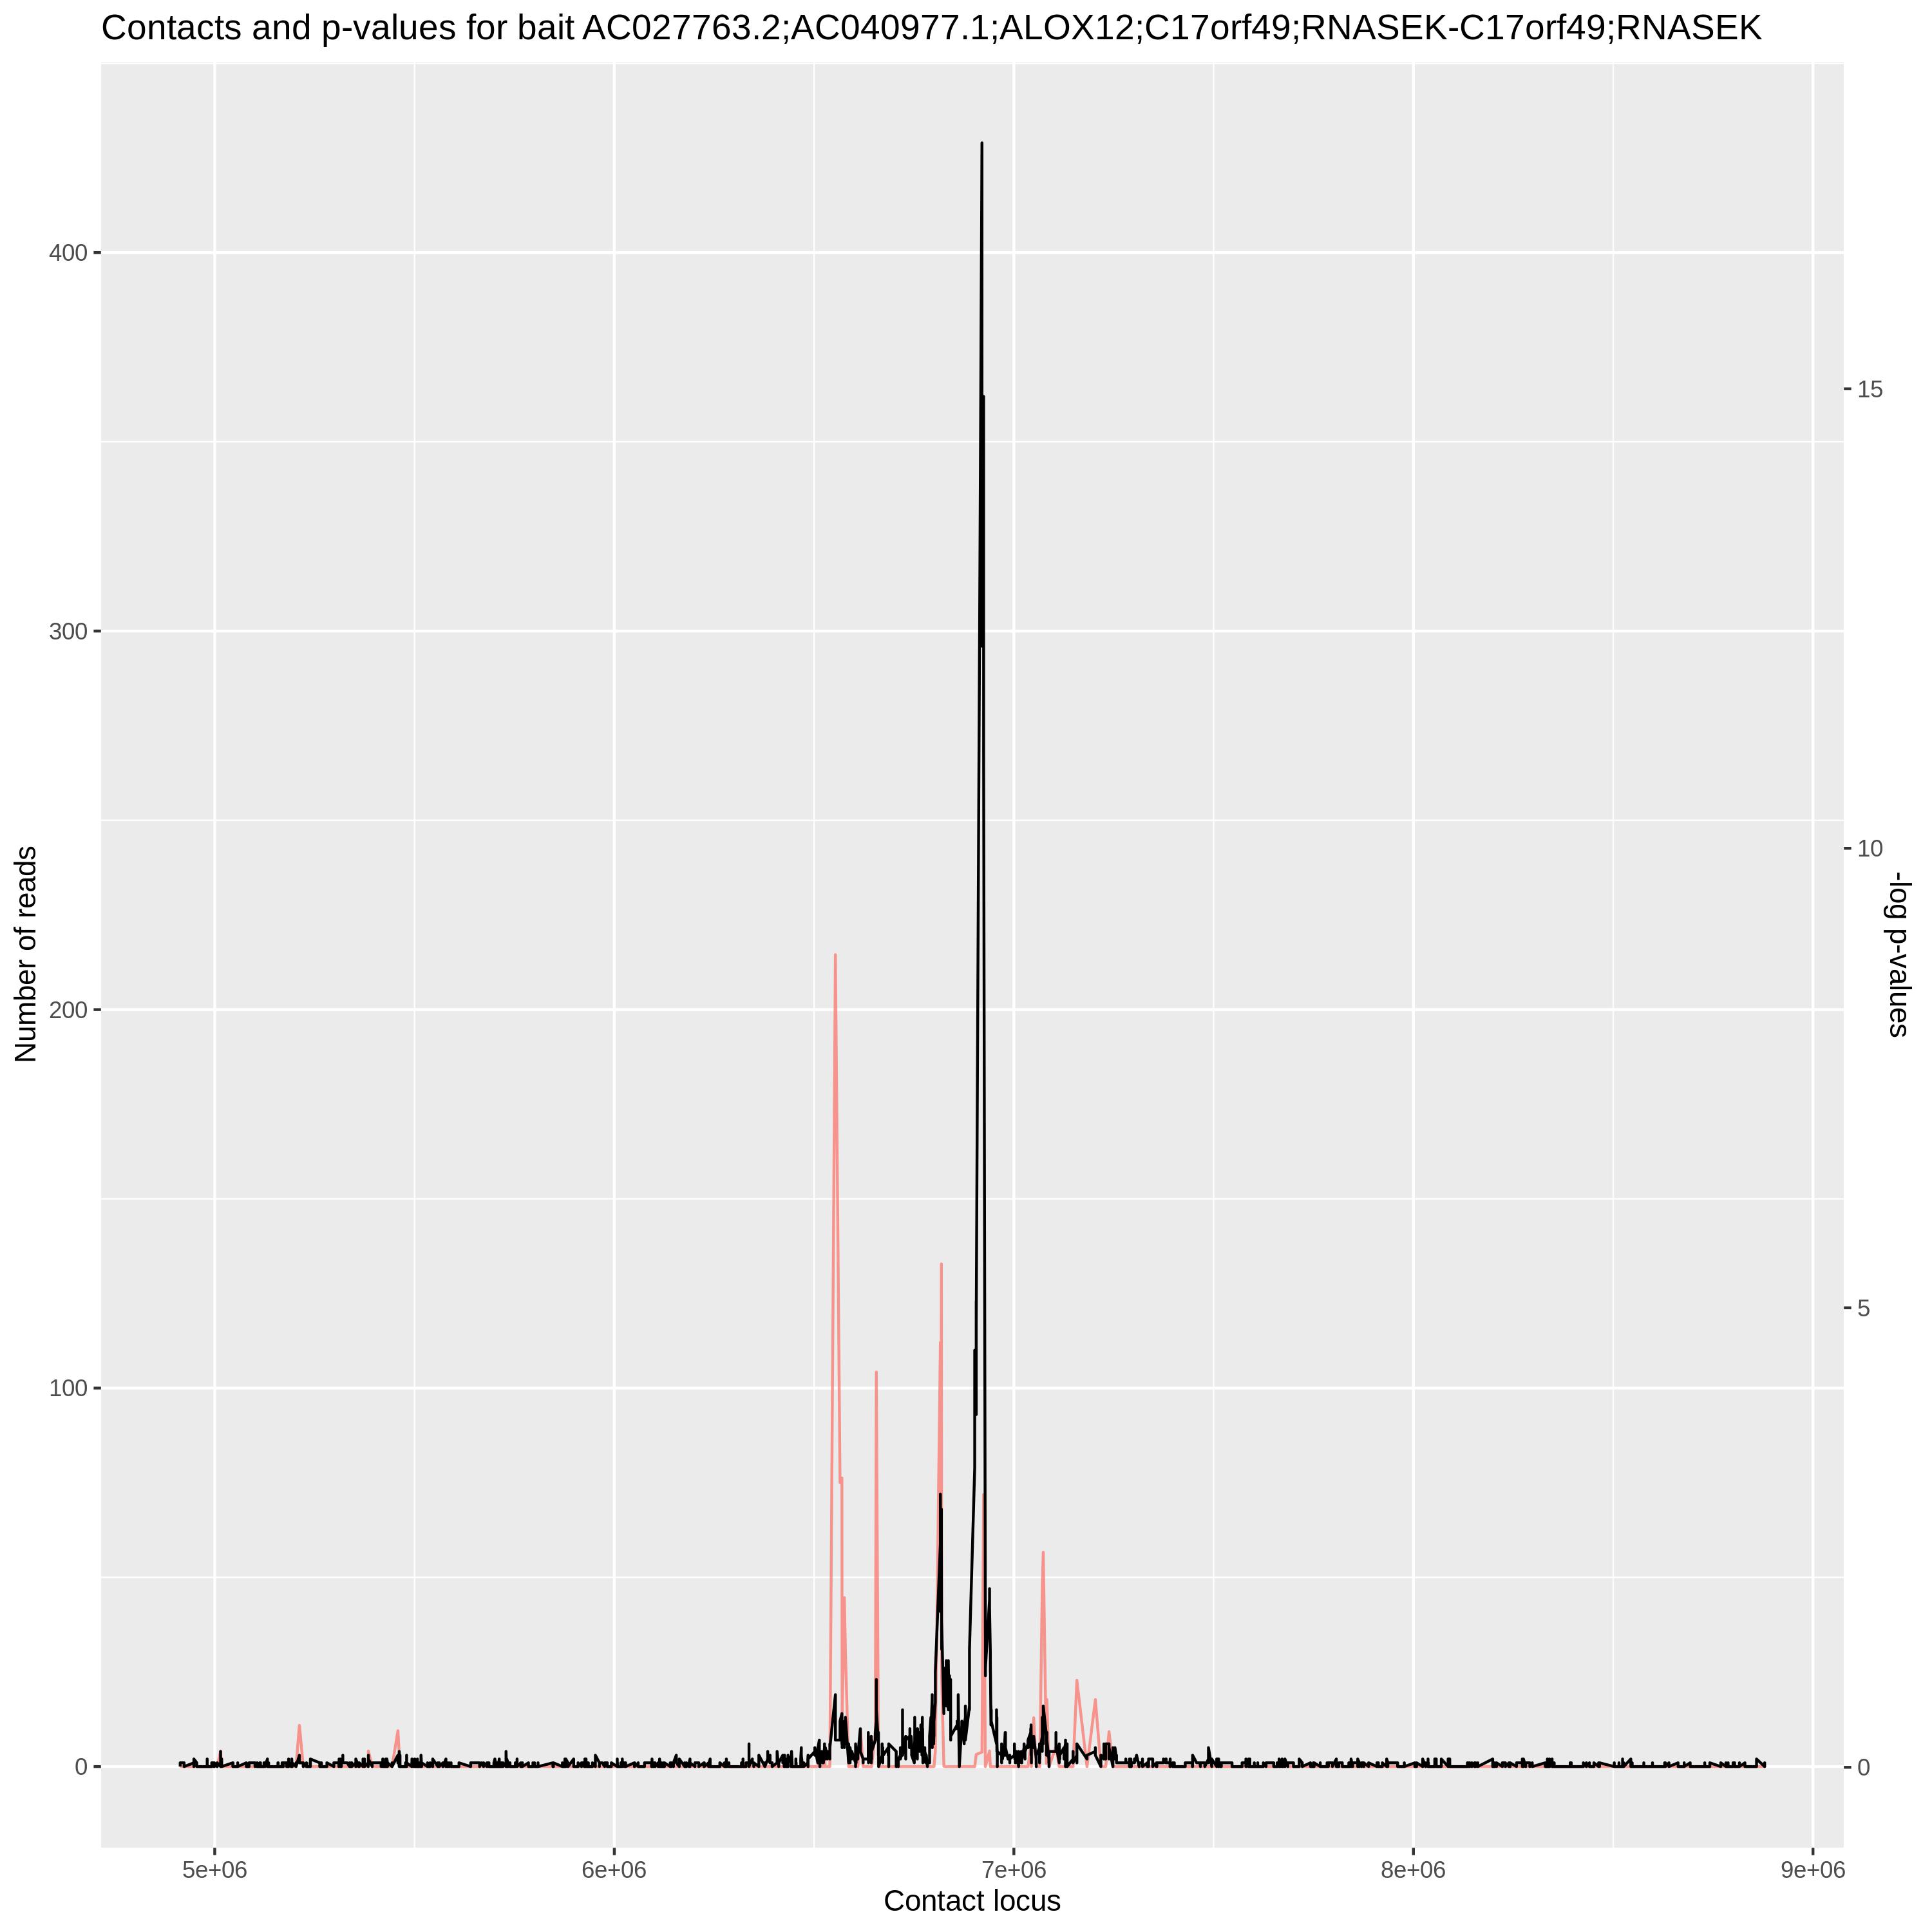 Contacts and p-values for bait AC027763.2;AC040977.1;ALOX12;C17orf49;RNASEK-C17orf49;RNASEK
400
300
200
100
0
Number of reads
15
10
5
0
-log p-values
5e+06
6e+06
7e+06
8e+06
9e+06
Contact locus